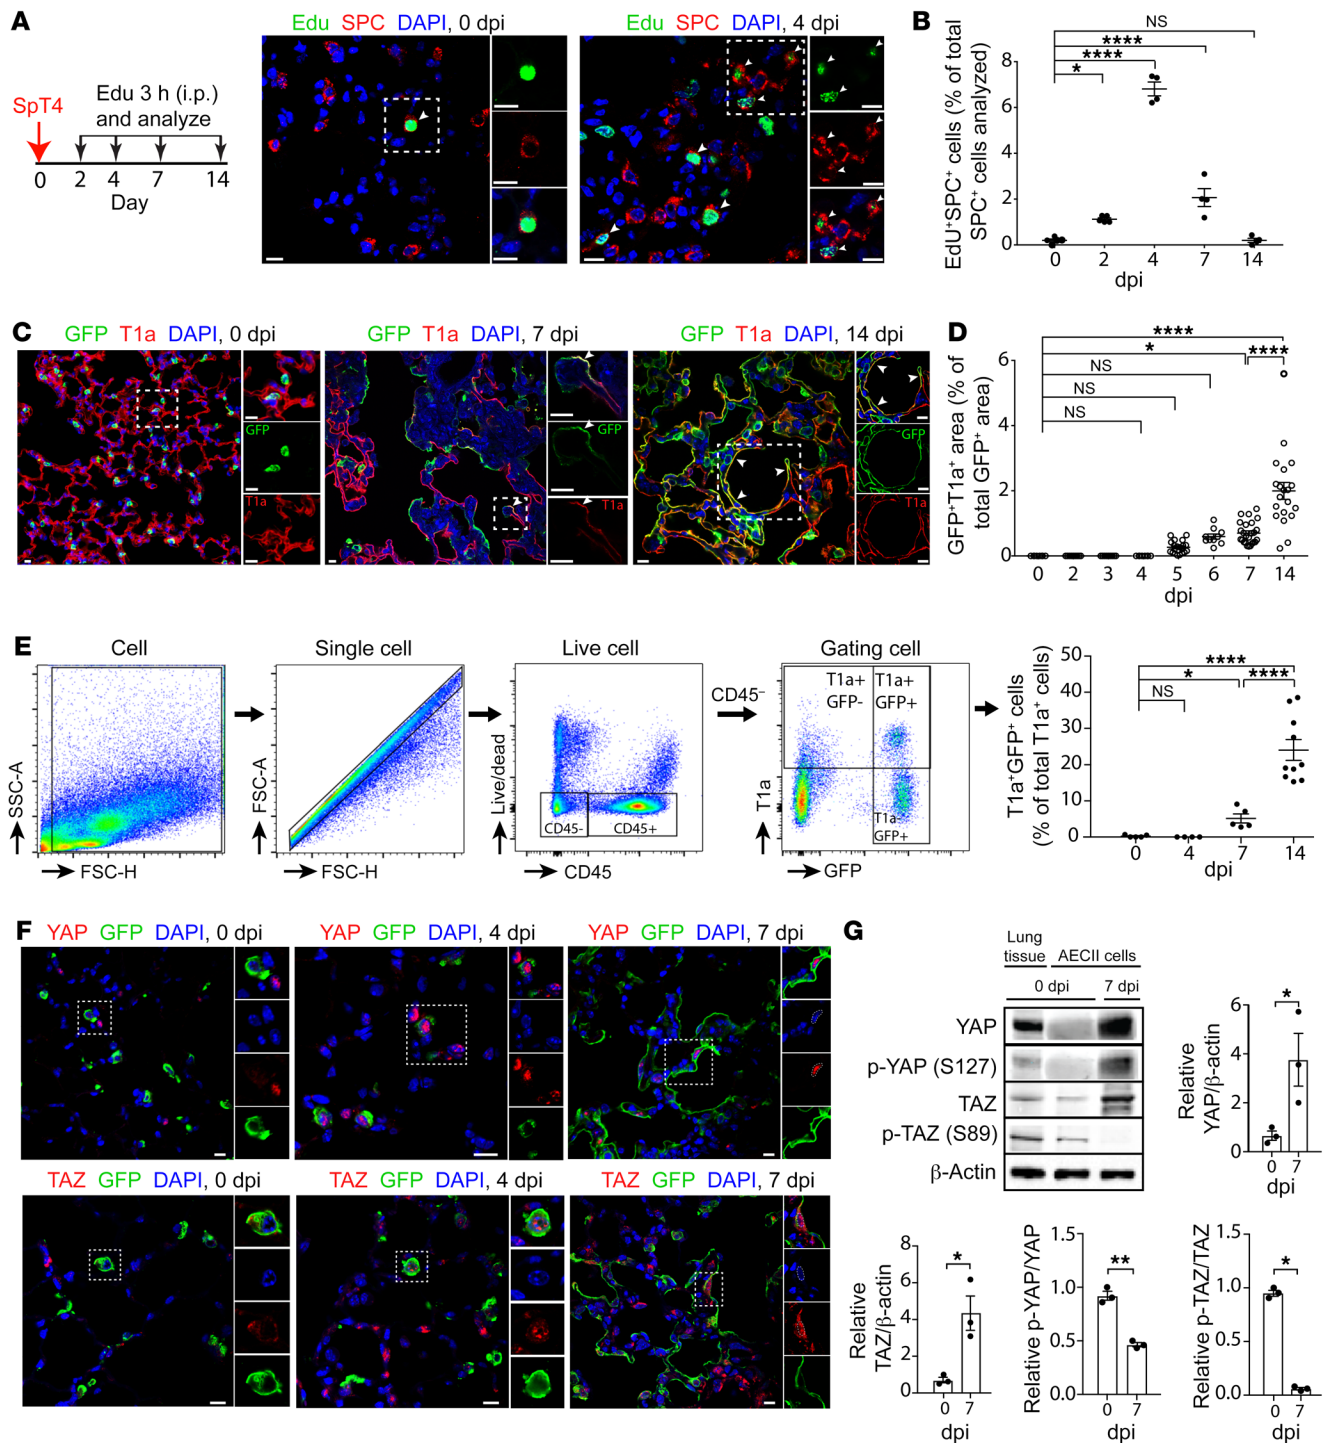 A
SpT4
Edu 3 h (i.p.)
and analyze
0 2 4 7 14
Day
Edu SPC DAPI, 0 dpi
Edu SPC DAPI, 4 dpi
B
EdU+SPC+ cells (% of total
SPC+ cells analyzed)
NS
****
****
*
8
6
4
2
0
0 2 4 7 14
dpi
C
GFP T1a DAPI, 0 dpi
GFP
T1a
GFP T1a DAPI, 7 dpi
GFP
T1a
GFP T1a DAPI, 14 dpi
GFP
T1a
D
GFP+T1a+ area (% of
total GFP+ area)
****
* ****
NS
NS
NS
6
4
2
0
0 2 3 4 5 6 7 14
dpi
E
Cell
SSC-A
FSC-H
Single cell
FSC-A
FSC-H
Live cell
Live/dead
CD45-
CD45+
CD45
CD45–
Gating cell
T1a+
GFP-
T1a+
GFP+
T1a-
GFP+
T1a
GFP
T1a+GFP+ cells
(% of total T1a+ cells)
****
* ****
NS
50
40
30
20
10
0
0 4 7 14
dpi
F
YAP GFP DAPI, 0 dpi
YAP GFP DAPI, 4 dpi
YAP GFP DAPI, 7 dpi
TAZ GFP DAPI, 0 dpi
TAZ GFP DAPI, 4 dpi
TAZ GFP DAPI, 7 dpi
G
Lung
tissue
AECII cells
0 dpi
7 dpi
YAP
p-YAP (S127)
TAZ
p-TAZ (S89)
β-Actin
Relative
YAP/β-actin
*
6
4
2
0
0 7
dpi
Relative
TAZ/β-actin
*
8
6
4
2
0
0 7
dpi
Relative p-YAP/YAP
**
1.5
1.0
0.5
0.0
0 7
dpi
Relative p-TAZ/TAZ
*
1.5
1.0
0.5
0.0
0 7
dpi